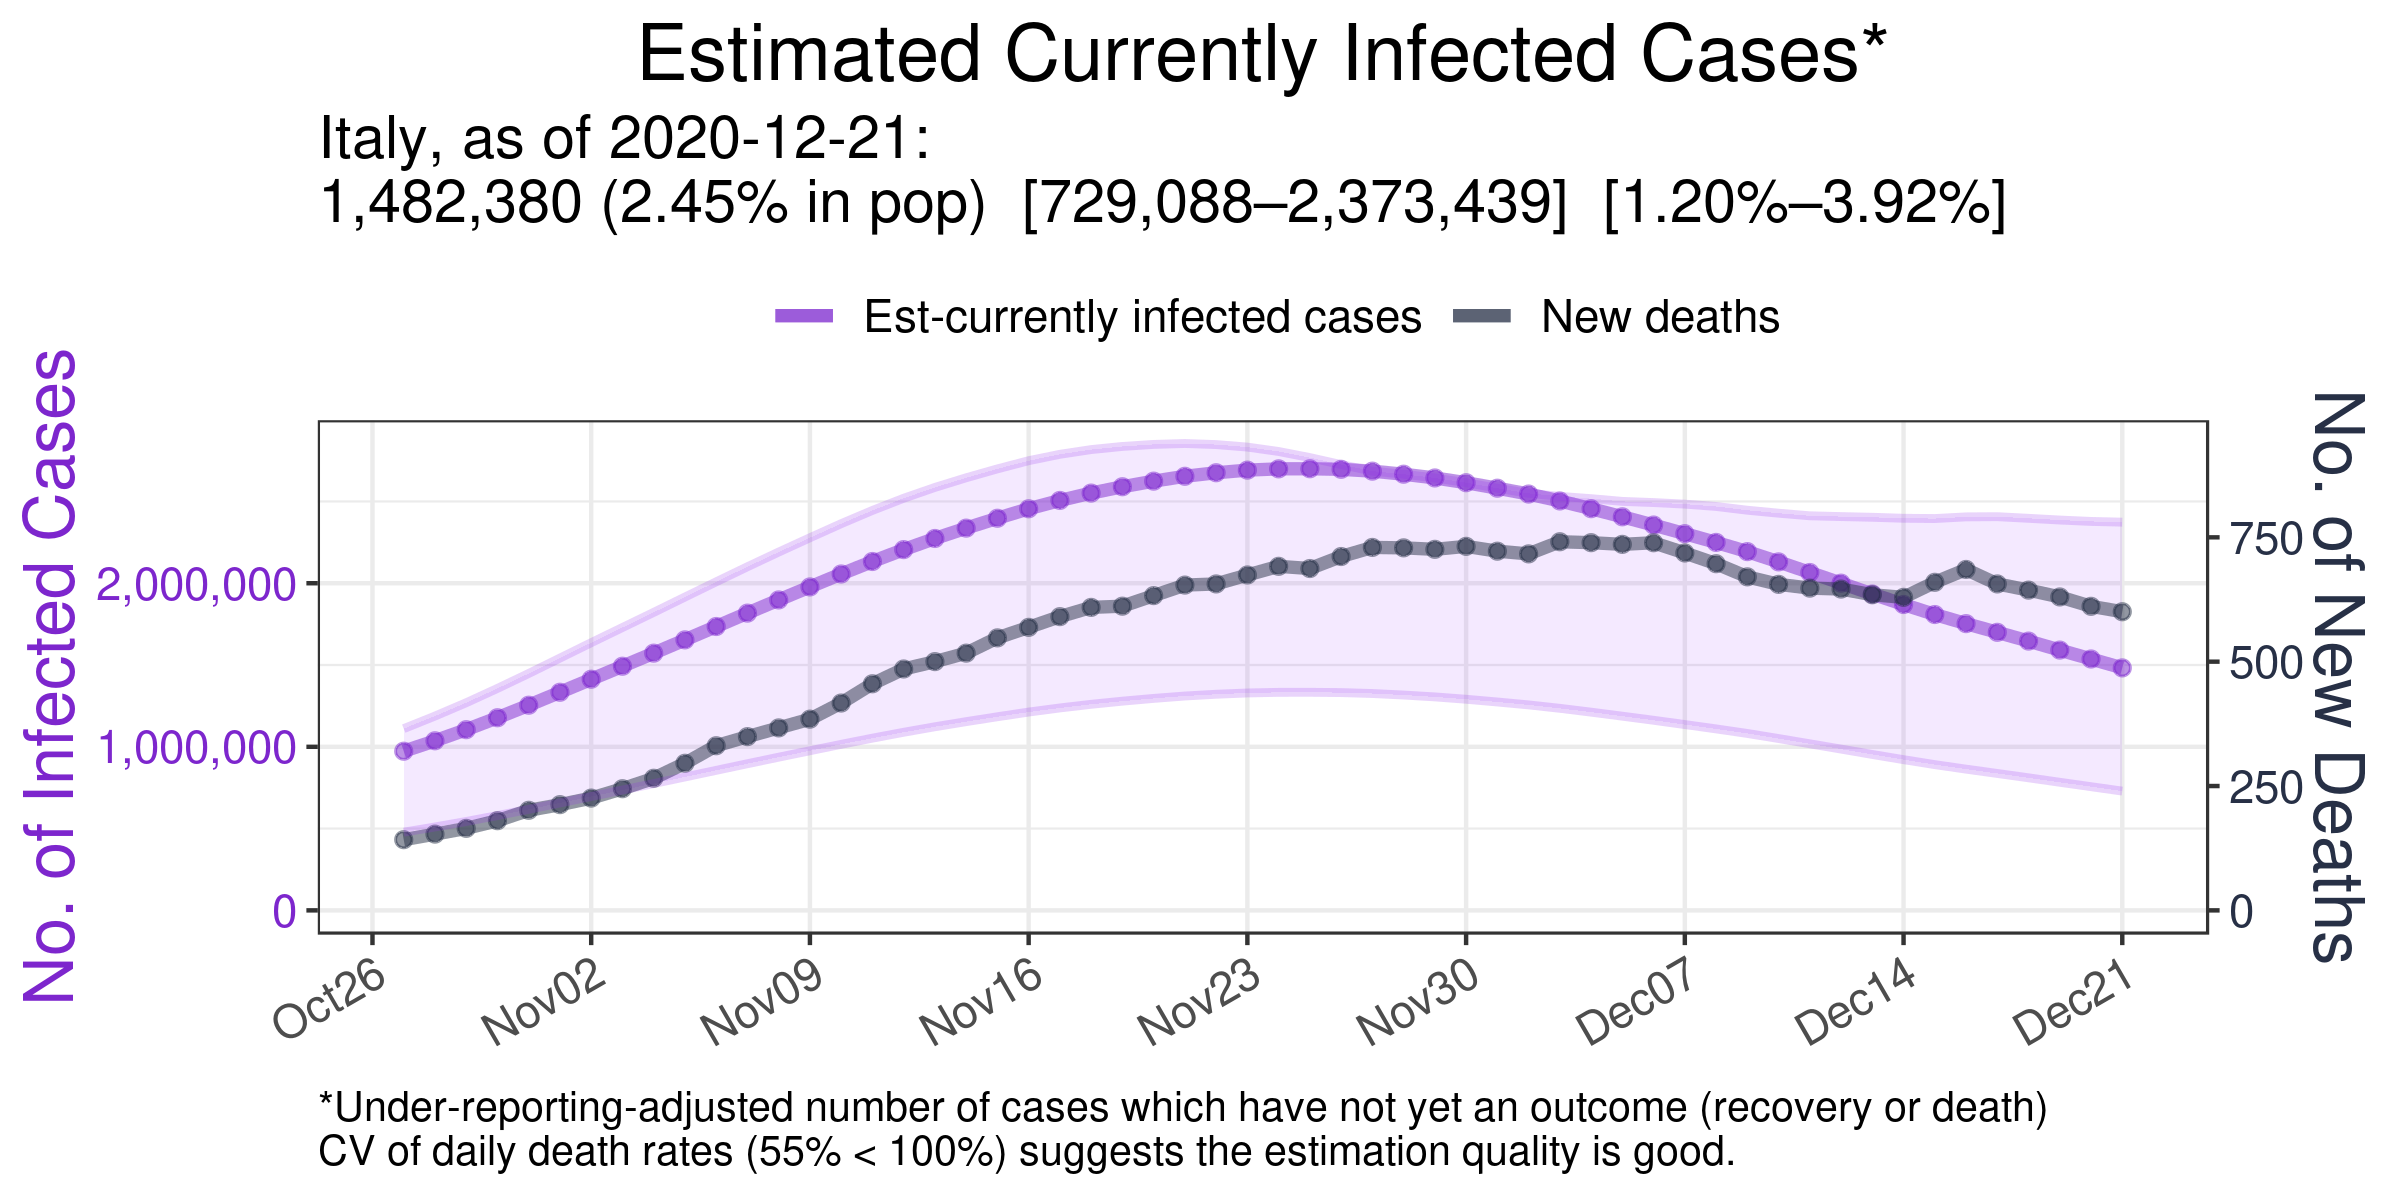 Estimated Currently Infected Cases*
Italy, as of 2020-12-21:
1,482,380 (2.45% in pop)  [729,088–2,373,439]  [1.20%–3.92%]
Est-currently infected cases
New deaths
No. of Infected Cases
2,000,000
1,000,000
0
No. of New Deaths
750
500
250
0
Oct26
Nov02
Nov09
Nov16
Nov23
Nov30
Dec07
Dec14
Dec21
*Under-reporting-adjusted number of cases which have not yet an outcome (recovery or death)
CV of daily death rates (55% < 100%) suggests the estimation quality is good.